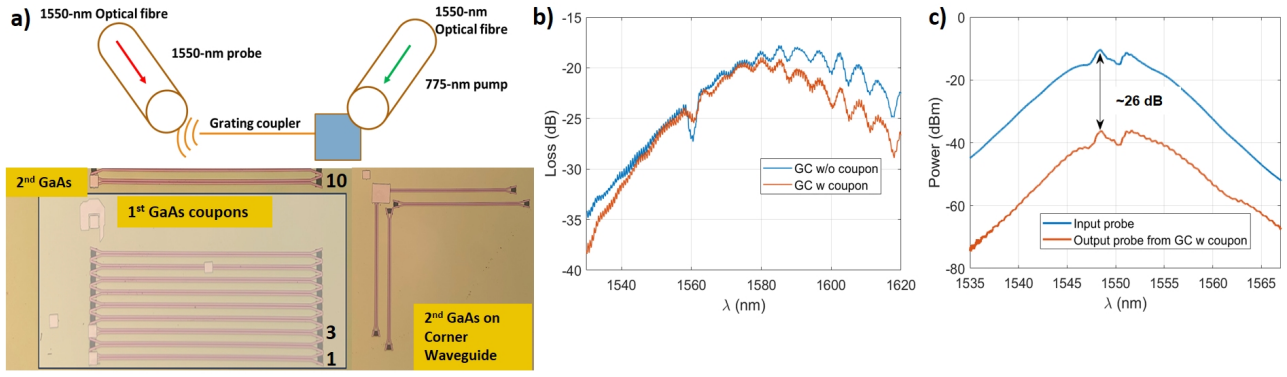 a)
1550-nm Optical fibre
1550-nm probe
1550-nm
Optical fibre
775-nm pump
Grating coupler
2nd GaAs
10
1st GaAs coupons
3
1
2nd GaAs on
Corner
Waveguide
b)
-15
-20
-25
-30
-35
-40
Loss (dB)
GC w/o coupon
GC w coupon
1540
1560
1580
1600
1620
λ (nm)
c)
0
-20
-40
-60
-80
Power (dBm)
~26 dB
Input probe
Output probe from GC w coupon
1535
1540
1545
1550
1555
1560
1565
λ (nm)